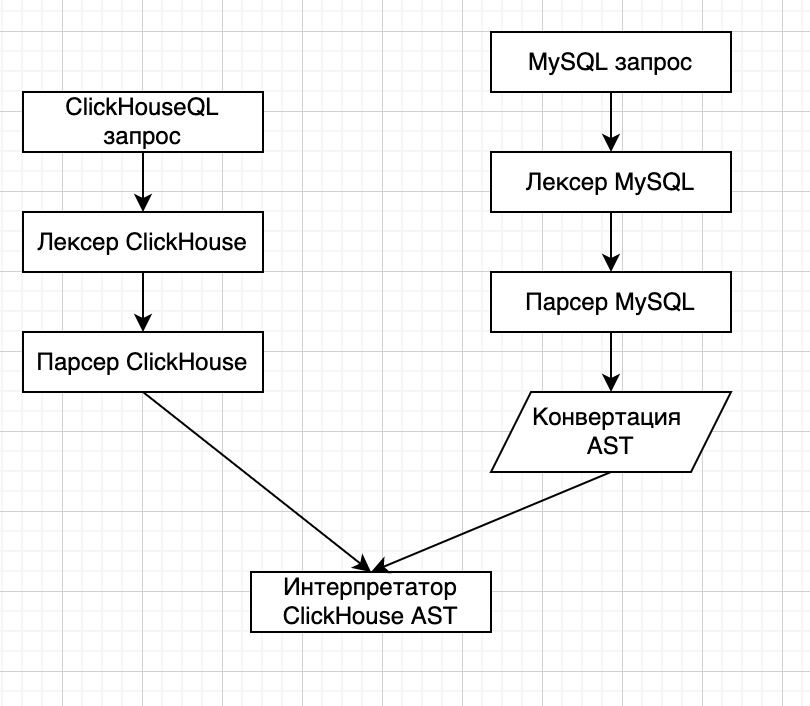 ClickHouseQL
запрос
Лексер ClickHouse
Парсер ClickHouse
MySQL запрос
Лексер MySQL
Парсер MySQL
Конвертация
AST
Интерпретатор
ClickHouse AST